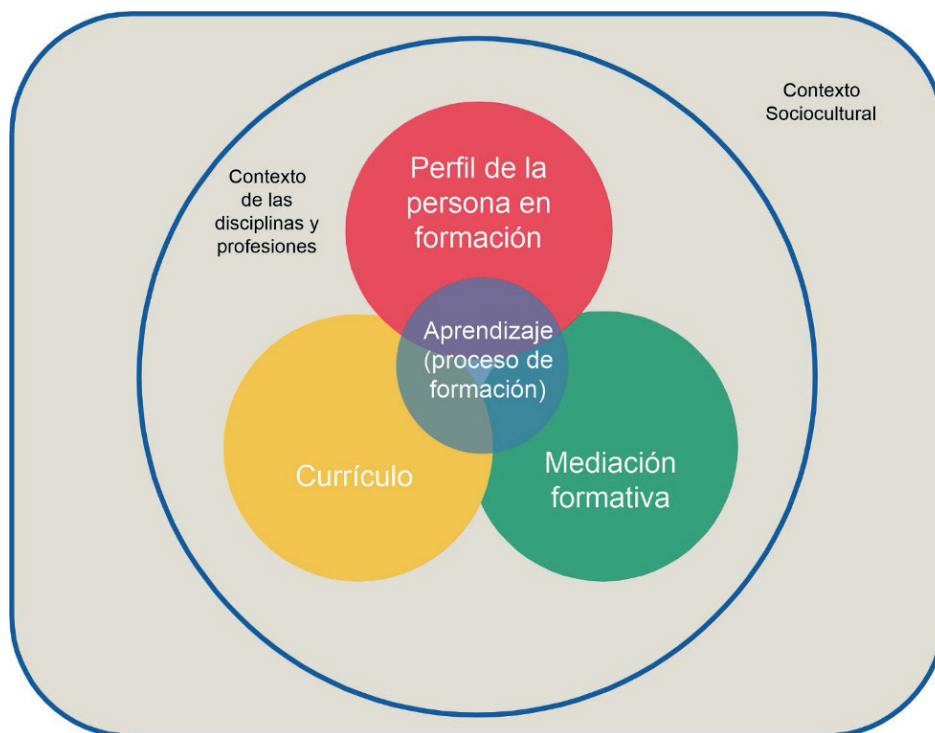 Contexto
Sociocultural
Contexto
de las
disciplinas y
profesiones
Perfil de la
persona en
formación
Aprendizaje
(proceso de
formación)
Currículo
Mediación
formativa